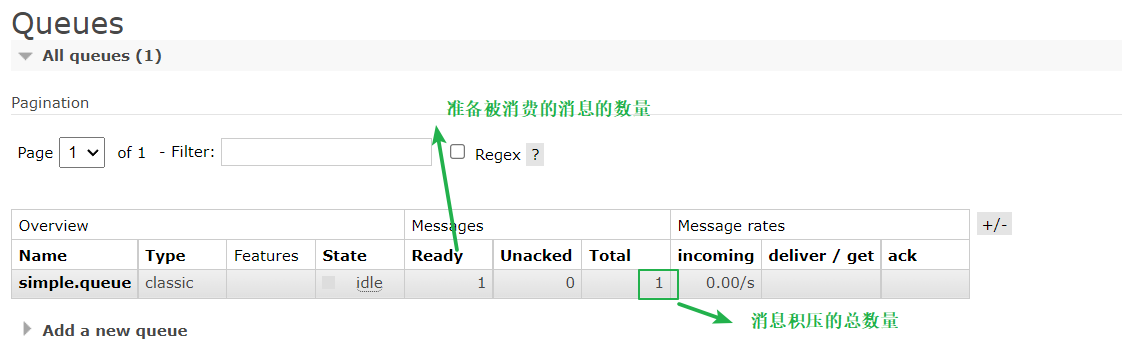 Queues
All queues (1)
Pagination
准备被消费的消息的数量
Page 1 of 1 - Filter: Regex ?
Overview Messages Message rates +/-
Name Type Features State Ready Unacked Total incoming deliver / get ack
simple.queue classic idle 1 0 1 0.00/s
消息积压的总数量
Add a new queue